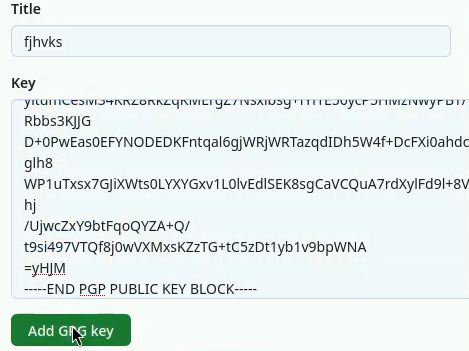 Title
fjhvks
Key
Rbbs3KJJG
D+0PwEas0EFYNODEDKFntqal6gjWRjWRTazqdIDh5W4f+DcFXi0ahdc
glh8
WP1uTxsx7GJiXWts0LYXYGxv1L0lvEdlSEK8sgCaVCQuA7rdXylFd9l+8V
hj
/UjwcZxY9btFqoQYZA+Q/
t9si497VTQf8j0wVXMxsKZzTG+tC5zDt1yb1v9bpWNA
=yHJM
-----END PGP PUBLIC KEY BLOCK-----
Add GPG key